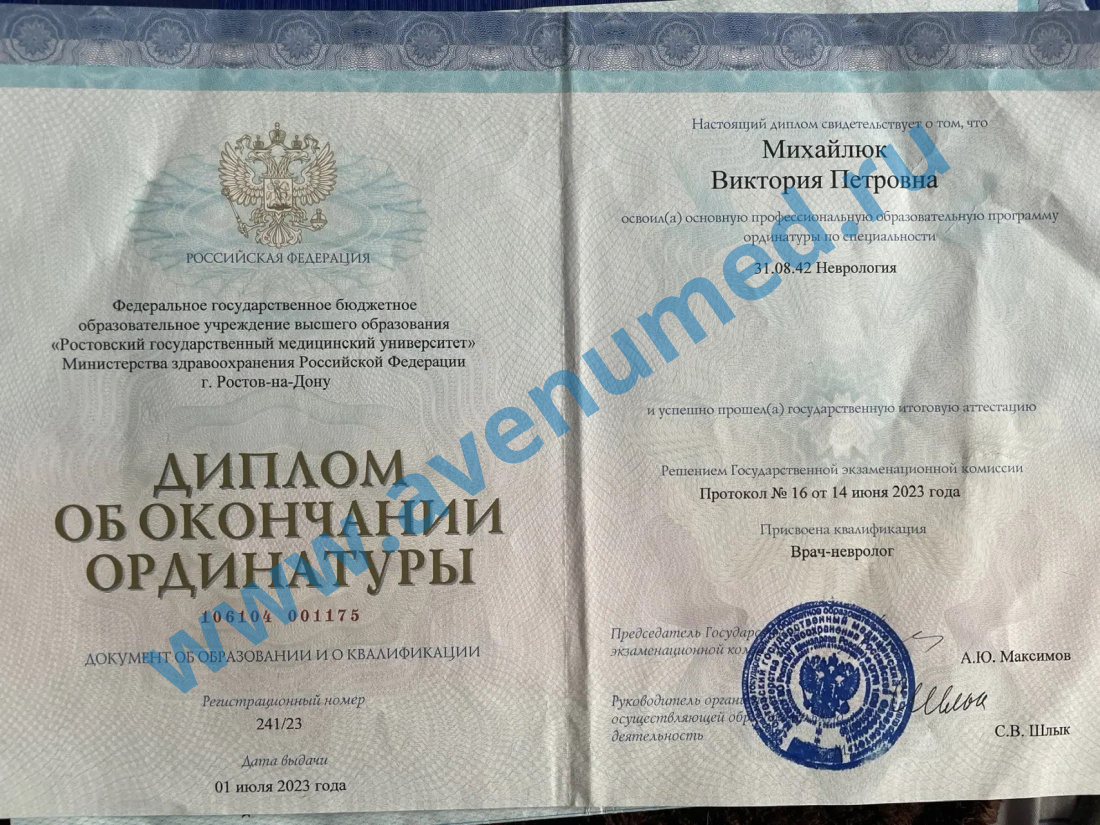 РОССИЙСКАЯ ФЕДЕРАЦИЯ
Федеральное государственное бюджетное
образовательное учреждение высшего образования
«Ростовский государственный медицинский университет»
Министерства здравоохранения Российской Федерации
г. Ростов-на-Дону
ДИПЛОМ
ОБ ОКОНЧАНИИ
ОРДИНАТУРЫ
106104 001175
ДОКУМЕНТ ОБ ОБРАЗОВАНИИ И О КВАЛИФИКАЦИИ
Регистрационный номер
241/23
Дата выдачи
01 июля 2023 года
Настоящий диплом свидетельствует о том, что
Михайлюк
Виктория Петровна
освоил(а) основную профессиональную образовательную программу
ординатуры по специальности
31.08.42 Неврология
и успешно прошел(а) государственную итоговую аттестацию
Решением Государственной экзаменационной комиссии
Протокол № 16 от 14 июня 2023 года
Присвоена квалификация
Врач-невролог
Председатель
экзаменационной
А.Ю. Максимов
Руководитель
осуществляющей
деятельность
С.В. Шлык
www.avenumed.ru